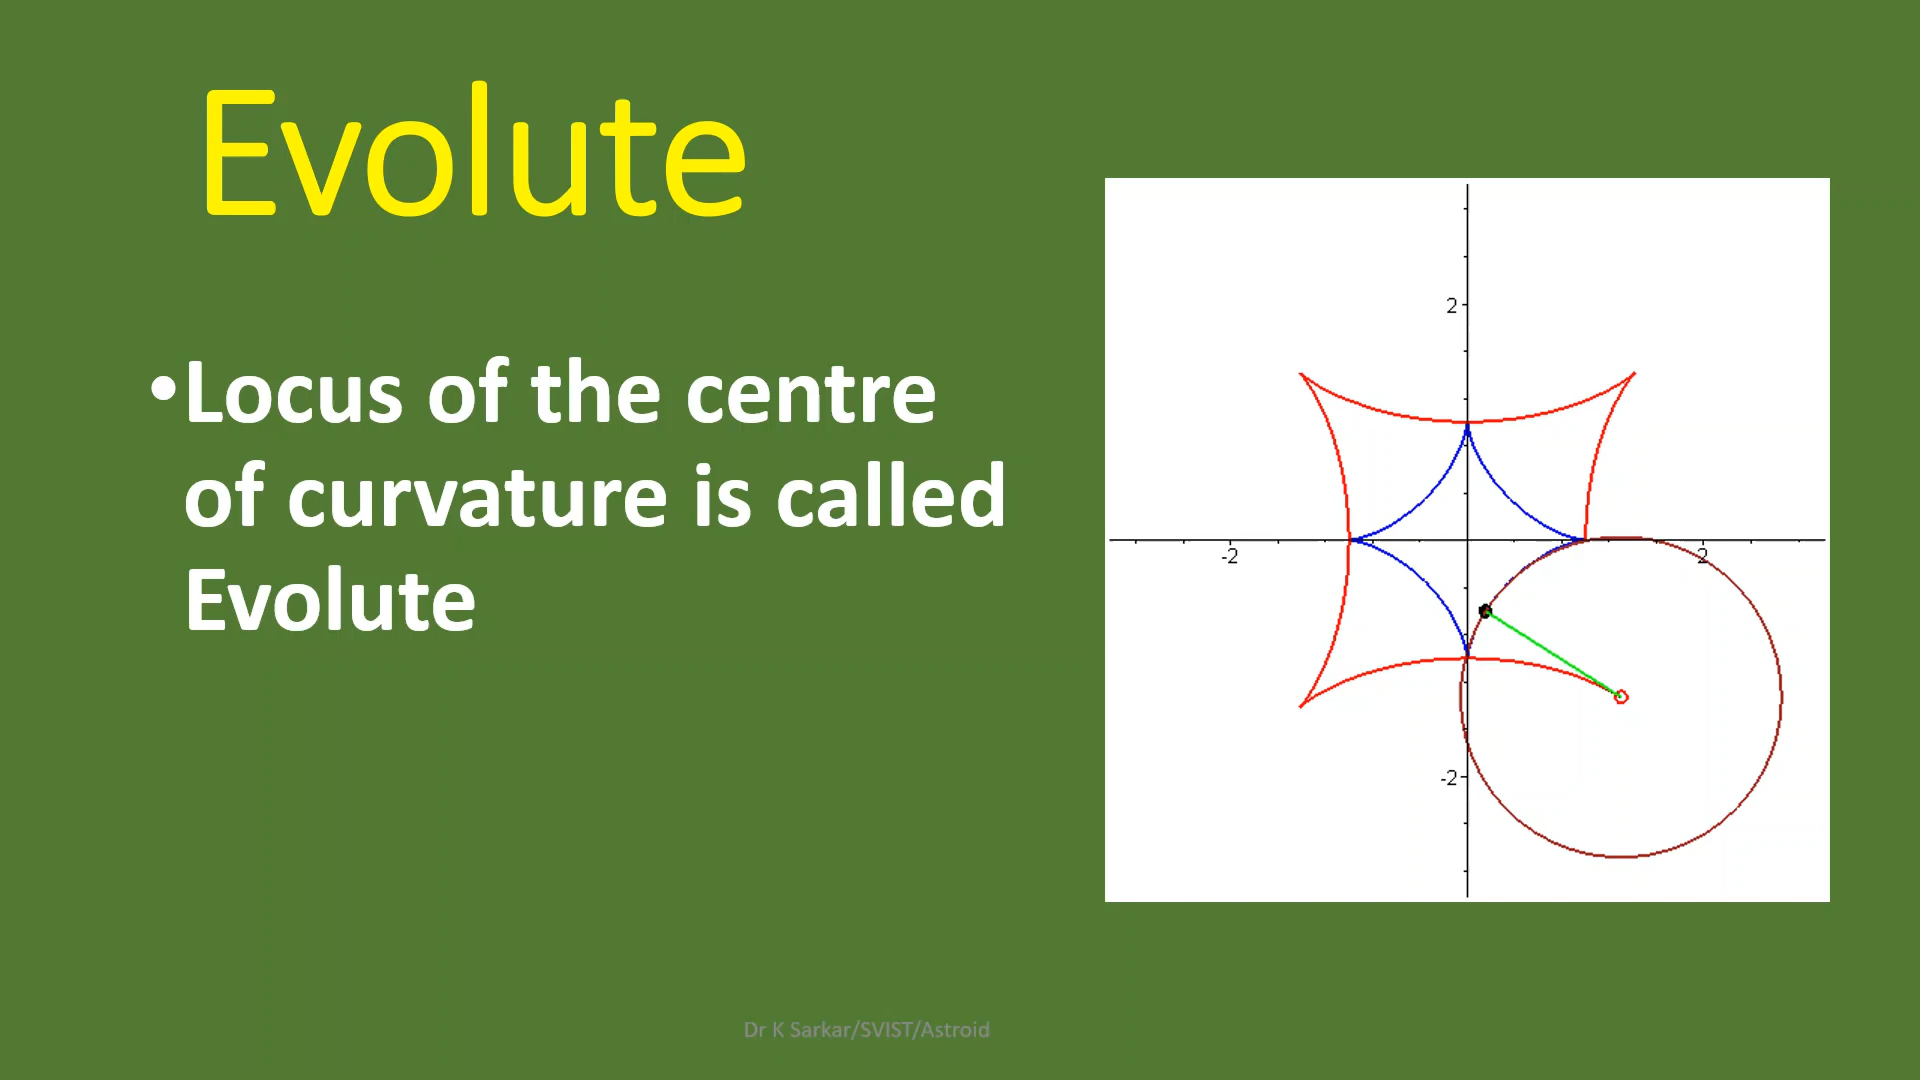 Evolute
•Locus of the centre
of curvature is called
Evolute
2
-2
2
-2
Dr K Sarkar/SVIST/Astroid